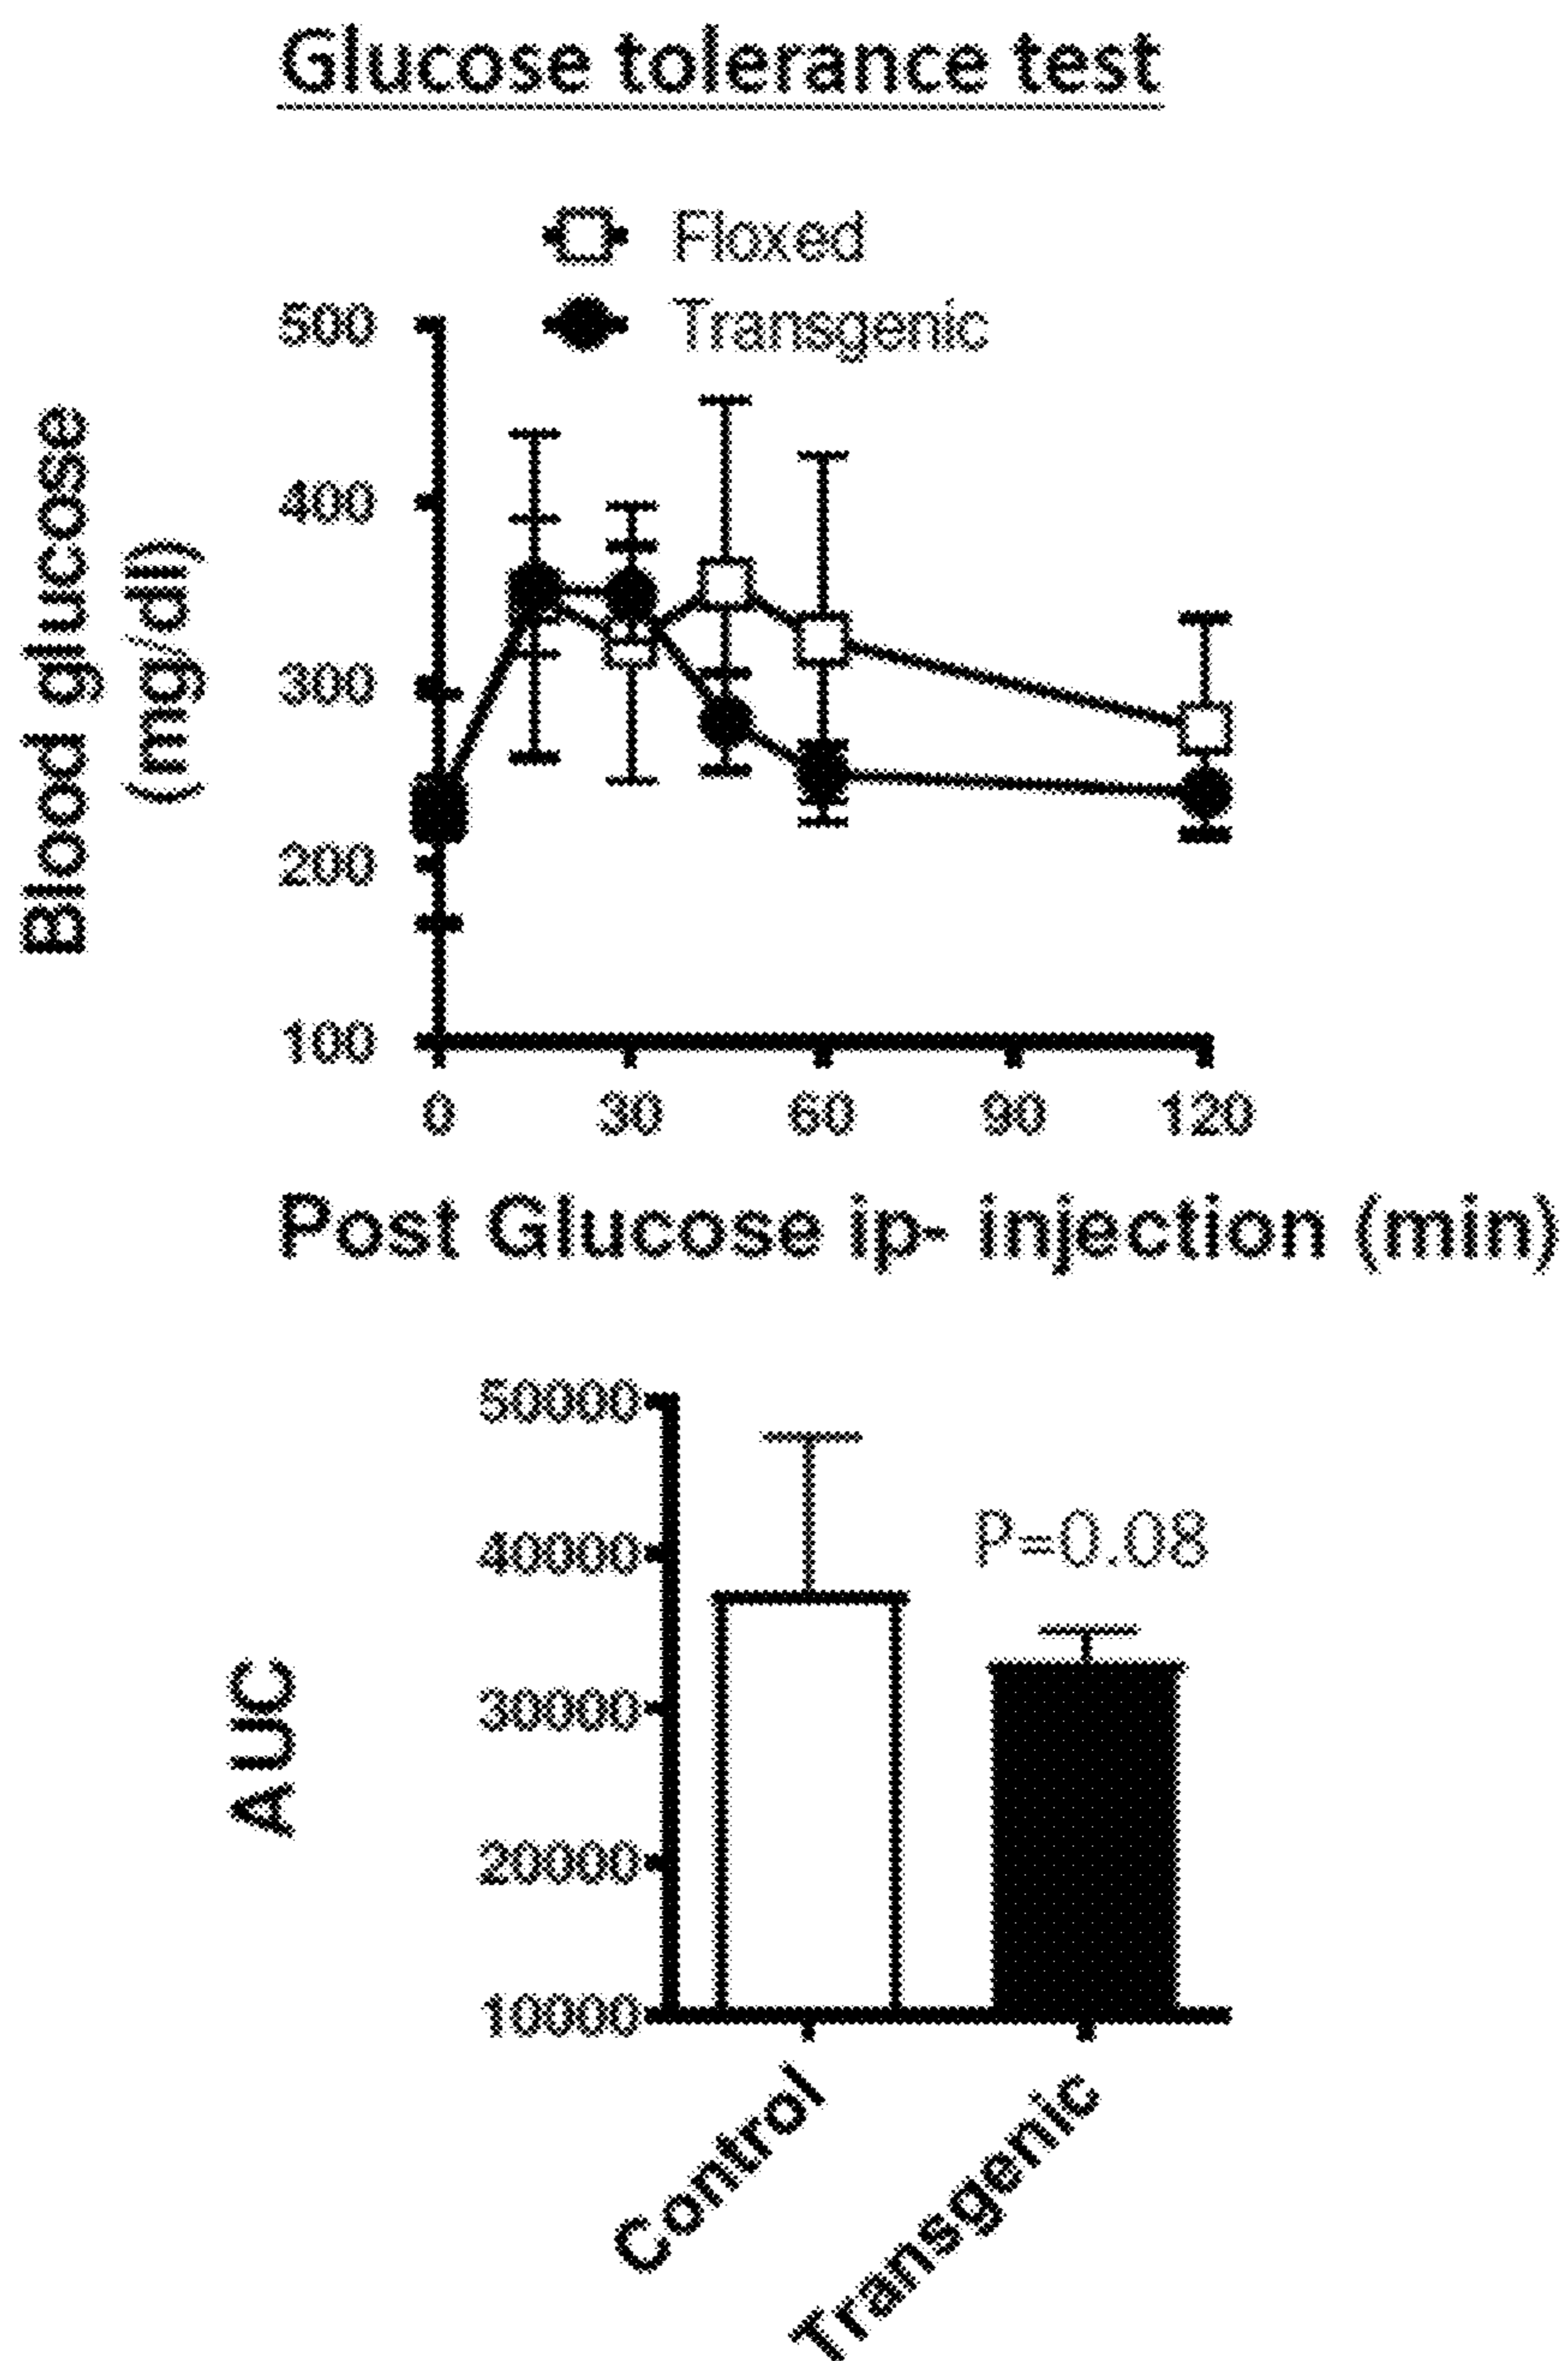 Glucose tolerance test
Floxed
Transgenic
500
400
300
200
100
Blood glucose
(mg/dl)
0 30 60 90 120
Post Glucose ip- injection (min)
50000
40000
30000
20000
10000
AUC
P=0.08
Control
Transgenic